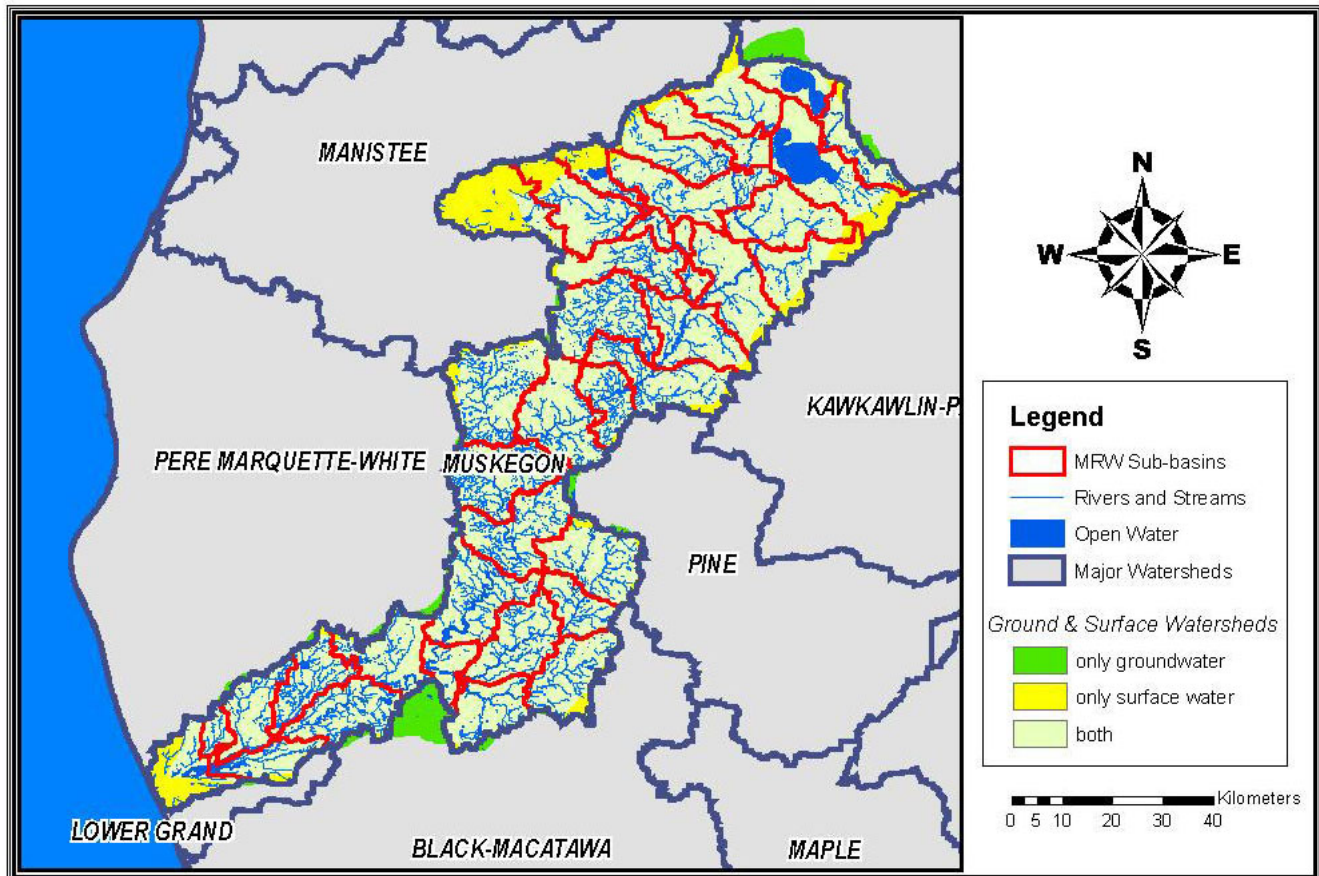 MANISTEE
KAWKAWLIN-P
PERE MARQUETTE-WHITE
MUSKEGON
PINE
LOWER GRAND
BLACK-MACATAWA
MAPLE
N
W
E
S
Legend
MRW Sub-basins
Rivers and Streams
Open Water
Major Watersheds
Ground & Surface Watersheds
only groundwater
only surface water
both
Kilometers
0 5 10 20 30 40